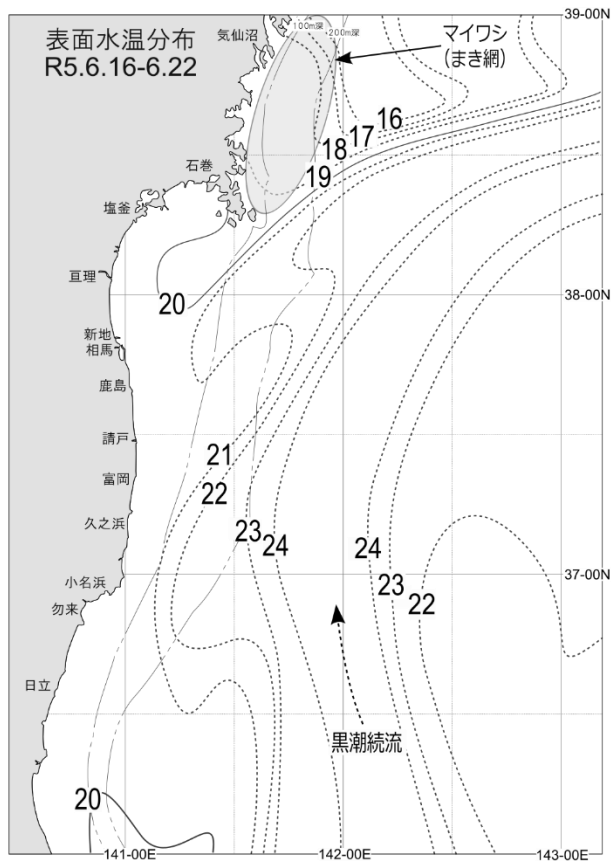 表面水温分布
R5.6.16-6.22
気仙沼
100m深
200m深
マイワシ
(まき網)
39-00N
16
17
18
19
石巻
塩釜
亘理
20
38-00N
新地
相馬
鹿島
請戸
富岡
久之浜
小名浜
勿来
日立
21
22
23
24
24
23
22
37-00N
黒潮続流
20
141-00E
142-00E
143-00E